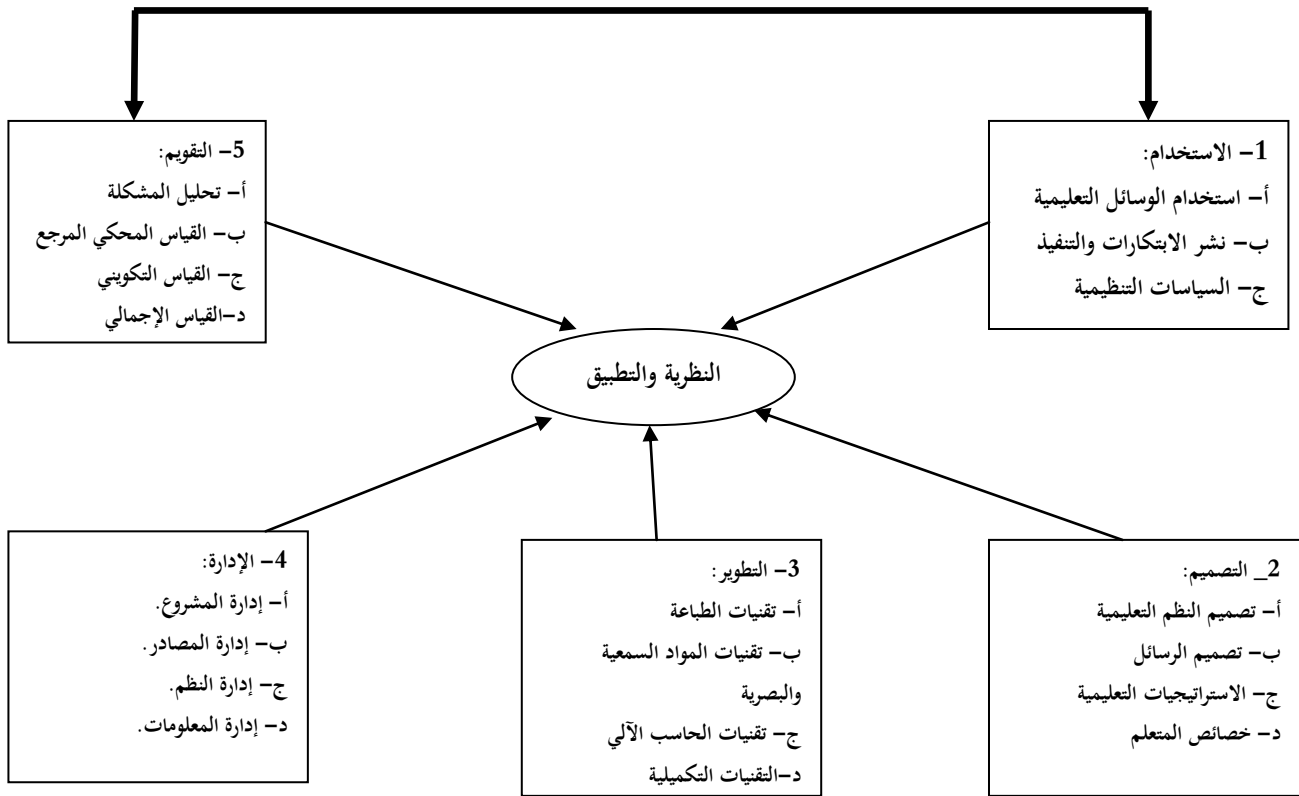 1- الاستخدام:
أ- استخدام الوسائل التعليمية
ب- نشر الابتكارات والتنفيذ
ج- السياسات التنظيمية
5- التقويم:
أ- تحليل المشكلة
ب- القياس المحكي المرجع
ج- القياس التكويني
د-القياس الإجمالي
النظرية والتطبيق
2_ التصميم:
أ- تصميم النظم التعليمية
ب- تصميم الرسائل
ج- الاستراتيجيات التعليمية
د- خصائص المتعلم
3- التطوير:
أ- تقنيات الطباعة
ب- تقنيات المواد السمعية
والبصرية
ج- تقنيات الحاسب الآلي
د-التقنيات التكميلية
4- الإدارة:
أ- إدارة المشروع.
ب- إدارة المصادر.
ج- إدارة النظم.
د- إدارة المعلومات.